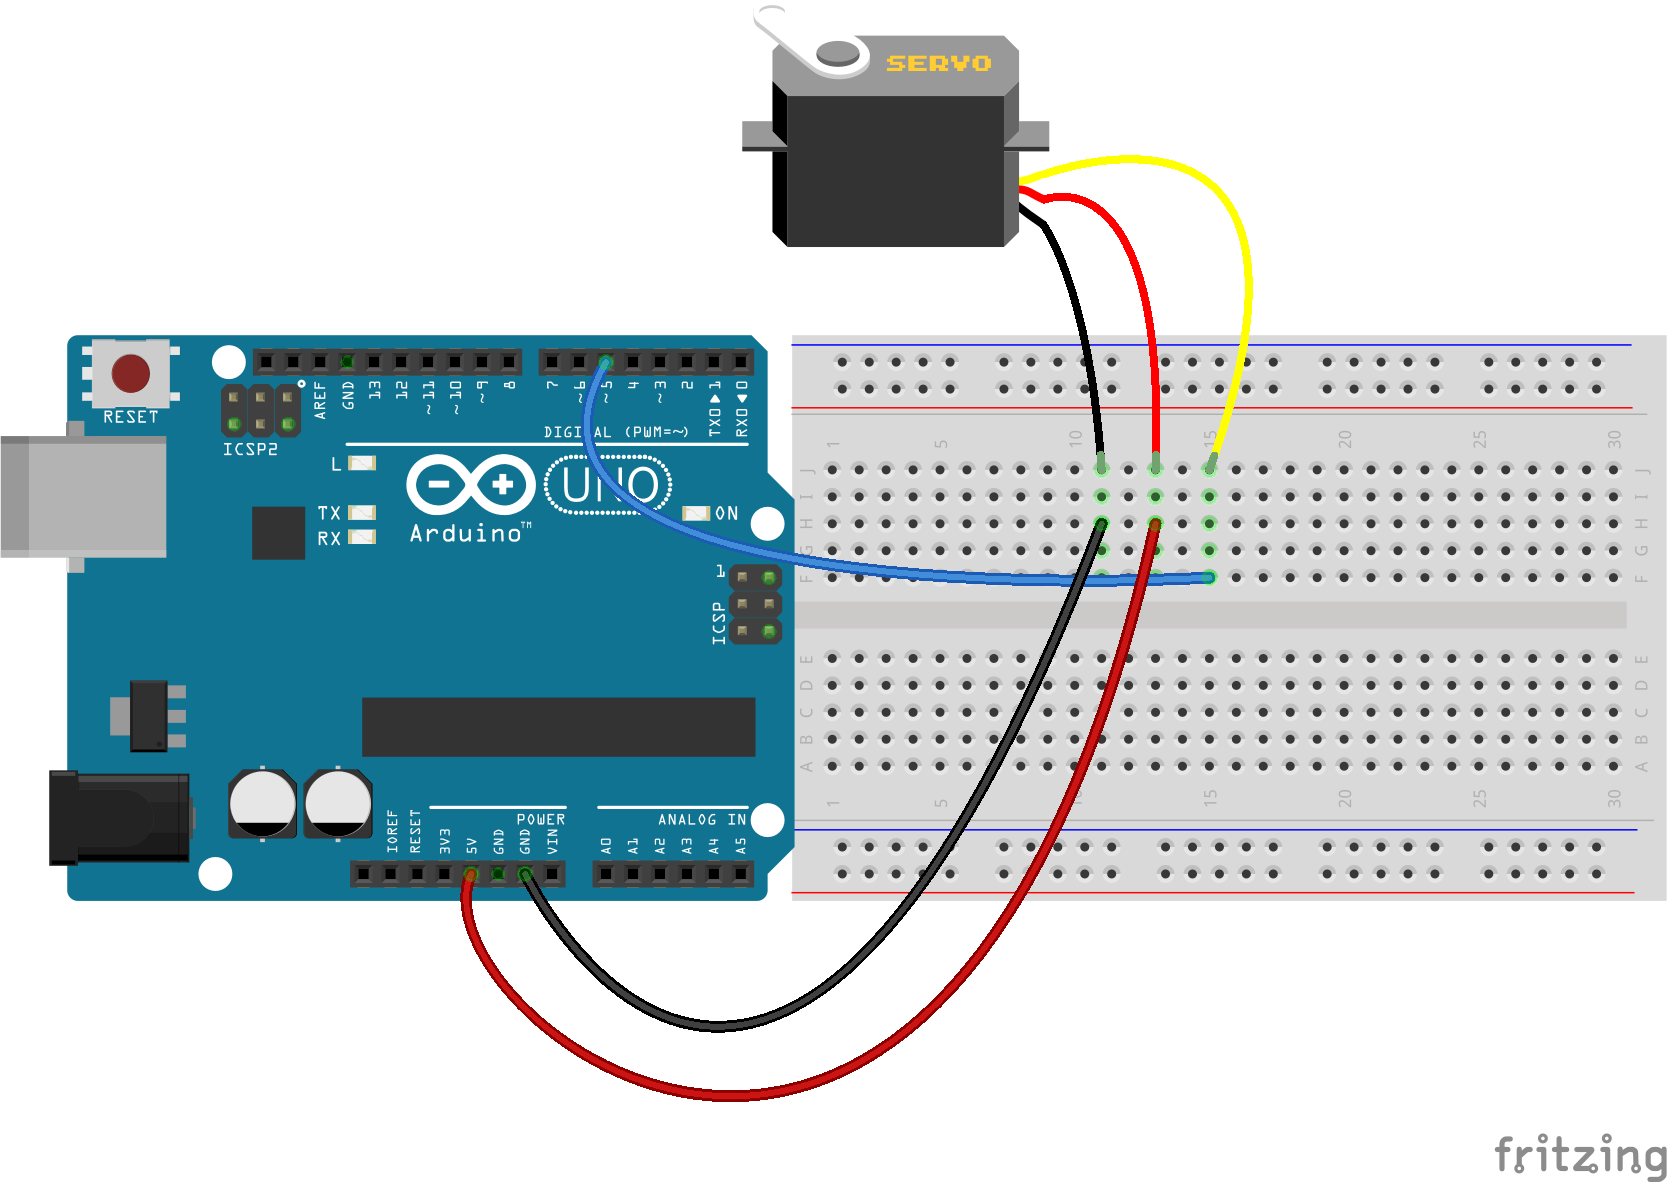 SERVO
RESET
ICSP2
AREF
GND
13
12
~11
~10
~9
8
7
~6
~5
4
~3
2
TX0▶1
RX0◀0
DIGITAL (PWM=~)
L
TX
RX
UNO
ON
Arduino™
1
ICSP
IOREF
RESET
3V3
5V
GND
GND
VIN
POWER
ANALOG IN
A0
A1
A2
A3
A4
A5
1 5 10 15 20 25 30
J J
I I
H H
G G
F F
E E
D D
C C
B B
A A
1 5 10 15 20 25 30
fritzing